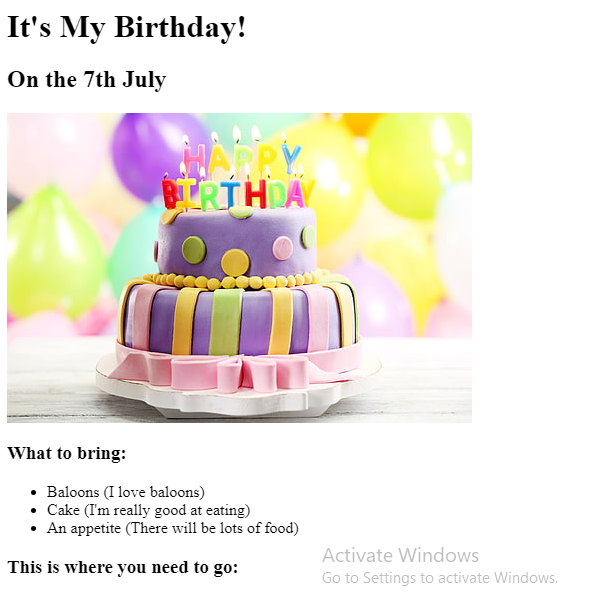 It's My Birthday!
On the 7th July
HAPPY
BIRTHDAY
What to bring:
Baloons (I love baloons)
Cake (I'm really good at eating)
An appetite (There will be lots of food)
This is where you need to go:
Activate Windows
Go to Settings to activate Windows.